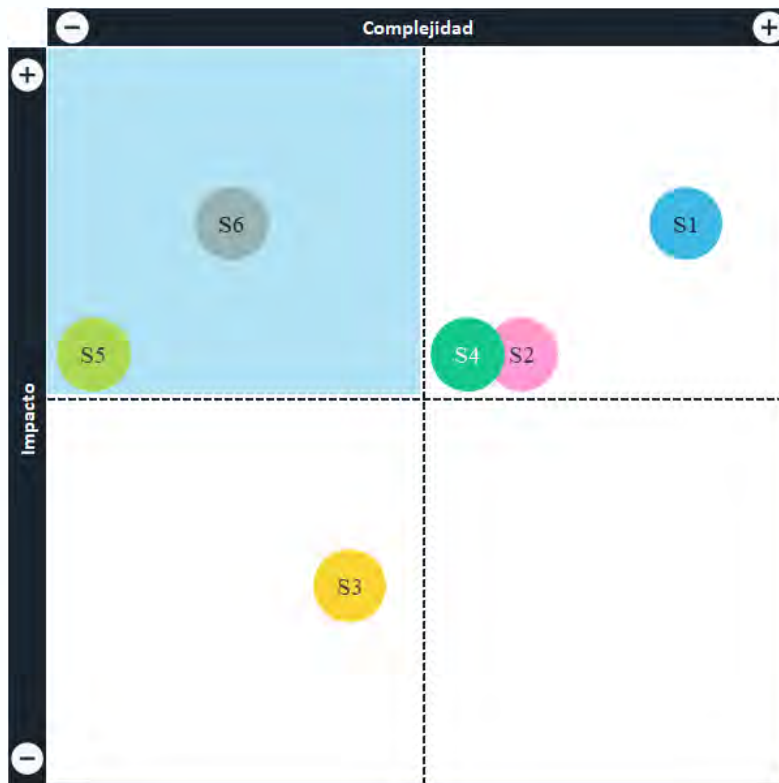 − Complejidad +
+
S6 S1
S5 S4 S2
Impacto
S3
−